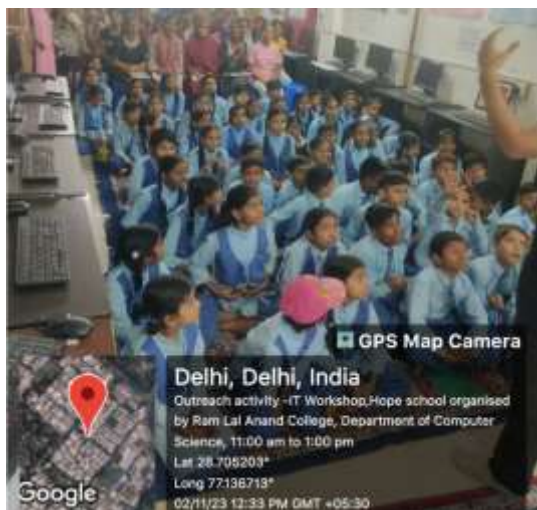 GPS Map Camera
Delhi, Delhi, India
Outreach activity -IT Workshop,Hope school organised
by Ram Lal Anand College, Department of Computer
Science, 11:00 am to 1:00 pm
Lat 28.705203°
Long 77.136713°
02/11/23 12:33 PM GMT +05:30
Google